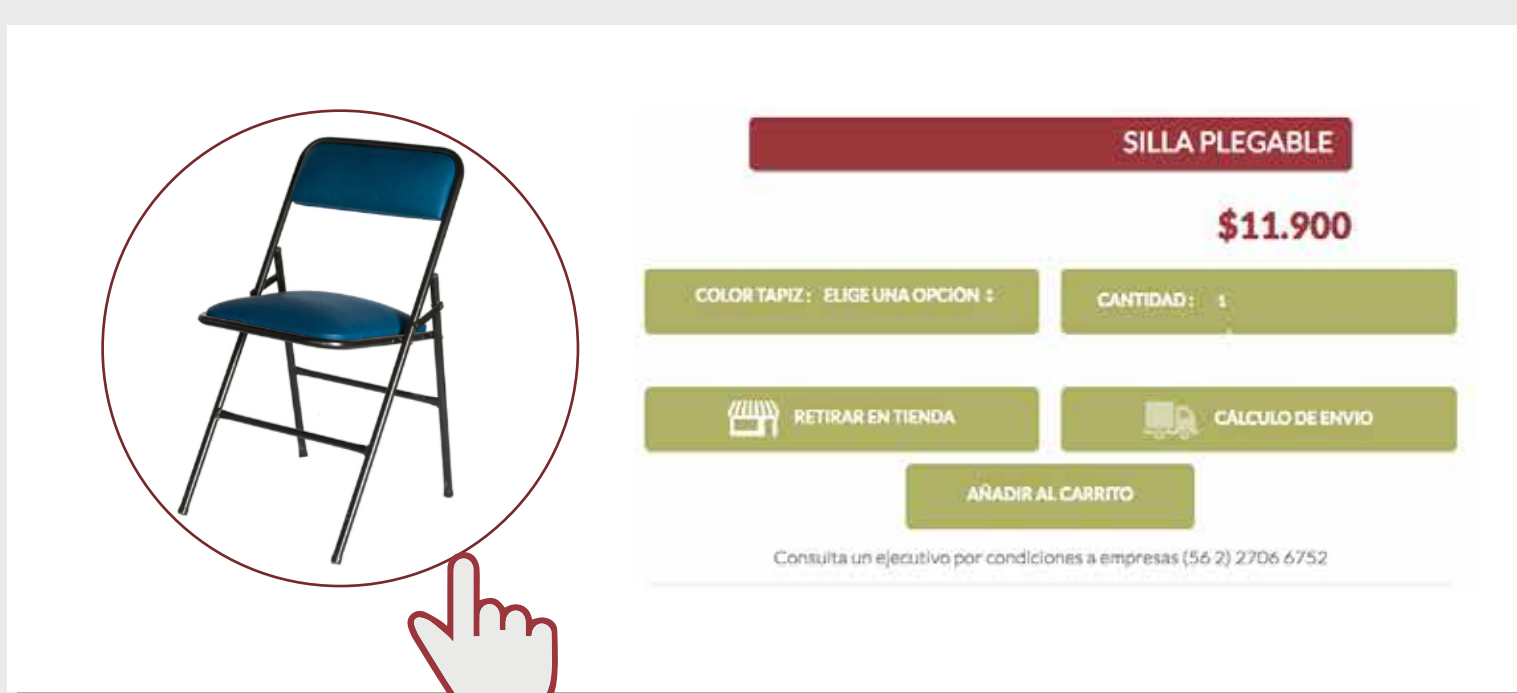 SILLA PLEGABLE
$11.900
COLOR TAPIZ : ELIGE UNA OPCIÓN
CANTIDAD : 1
RETIRAR EN TIENDA
CÁLCULO DE ENVIO
AÑADIR AL CARRITO
Consulta un ejecutivo por condiciones a empresas (56 2) 2706 6752